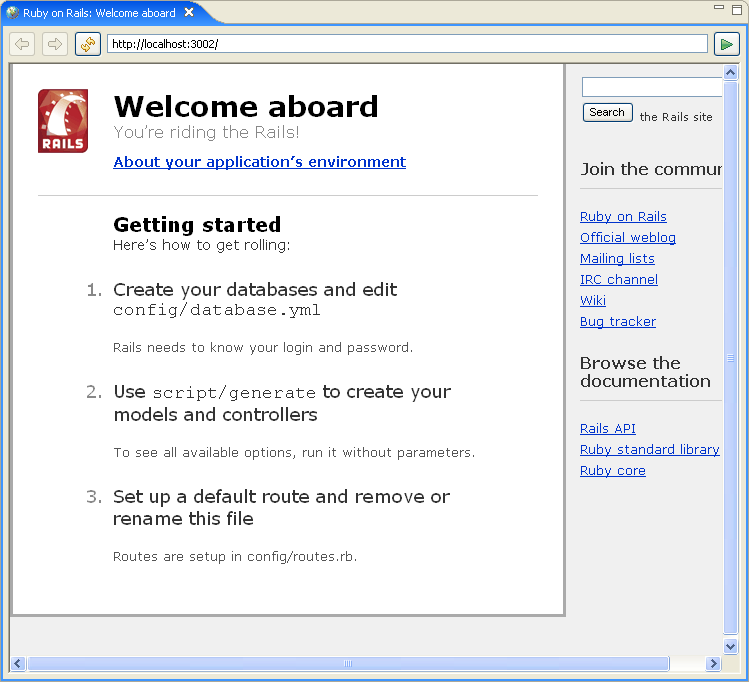 Ruby on Rails: Welcome aboard
http://localhost:3002/
RAILS
Welcome aboard
You're riding the Rails!
About your application's environment
Getting started
Here's how to get rolling:
1. Create your databases and edit
config/database.yml
Rails needs to know your login and password.
2. Use script/generate to create your
models and controllers
To see all available options, run it without parameters.
3. Set up a default route and remove or
rename this file
Routes are setup in config/routes.rb.
Search the Rails site
Join the commur
Ruby on Rails
Official weblog
Mailing lists
IRC channel
Wiki
Bug tracker
Browse the
documentation
Rails API
Ruby standard library
Ruby core